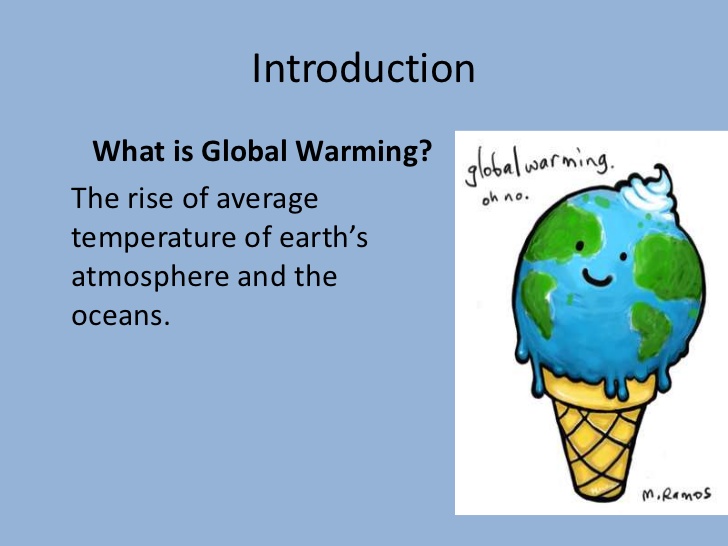 Introduction
What is Global Warming?
The rise of average
temperature of earth’s
atmosphere and the
oceans.
global warming.
oh no.
M. Ramos